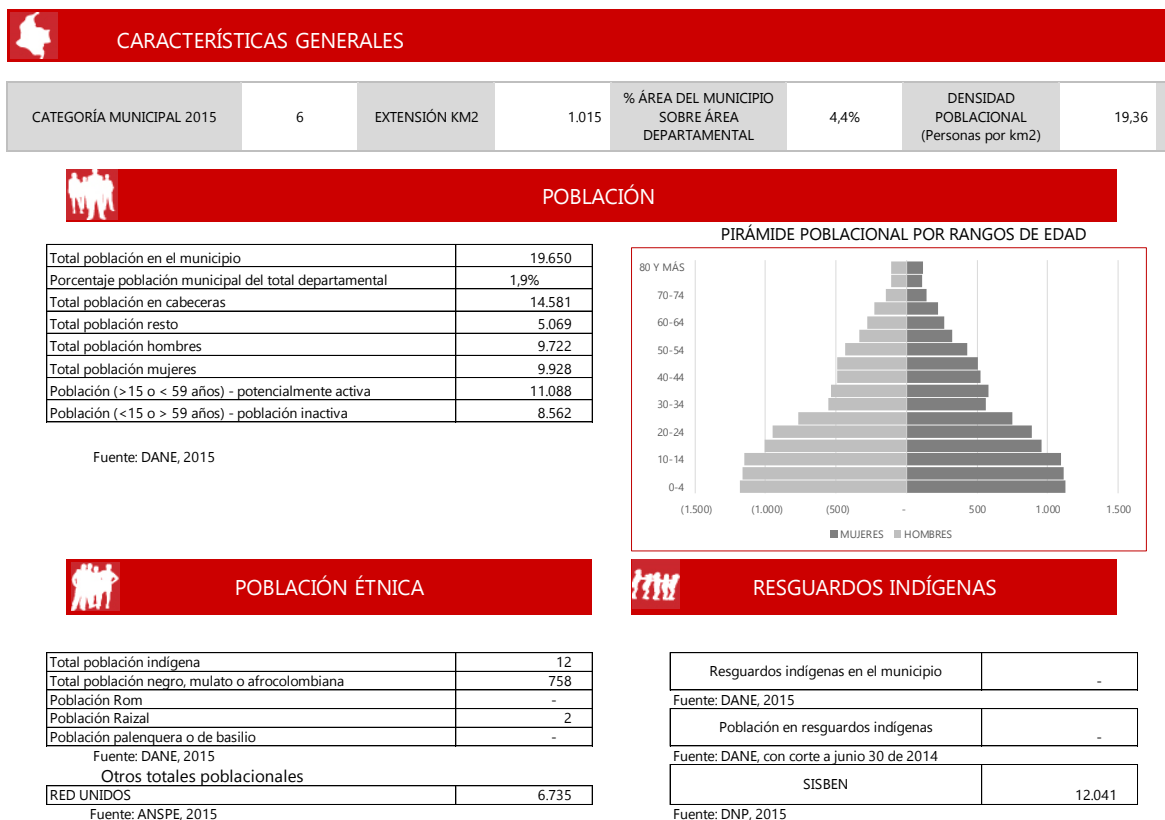 CARACTERÍSTICAS GENERALES
CATEGORÍA MUNICIPAL 2015 6 EXTENSIÓN KM2 1.015 % ÁREA DEL MUNICIPIO SOBRE ÁREA DEPARTAMENTAL 4,4% DENSIDAD POBLACIONAL (Personas por km2) 19,36
POBLACIÓN
Total población en el municipio 19.650
Porcentaje población municipal del total departamental 1,9%
Total población en cabeceras 14.581
Total población resto 5.069
Total población hombres 9.722
Total población mujeres 9.928
Población (>15 o < 59 años) - potencialmente activa 11.088
Población (<15 o > 59 años) - población inactiva 8.562
Fuente: DANE, 2015
PIRÁMIDE POBLACIONAL POR RANGOS DE EDAD
80 Y MÁS
70-74
60-64
50-54
40-44
30-34
20-24
10-14
0-4
(1.500) (1.000) (500) - 500 1.000 1.500
MUJERES HOMBRES
POBLACIÓN ÉTNICA
Total población indígena 12
Total población negro, mulato o afrocolombiana 758
Población Rom -
Población Raizal 2
Población palenquera o de basilio -
Fuente: DANE, 2015
Otros totales poblacionales
RED UNIDOS 6.735
Fuente: ANSPE, 2015
RESGUARDOS INDÍGENAS
Resguardos indígenas en el municipio -
Fuente: DANE, 2015
Población en resguardos indígenas -
Fuente: DANE, con corte a junio 30 de 2014
SISBEN 12.041
Fuente: DNP, 2015